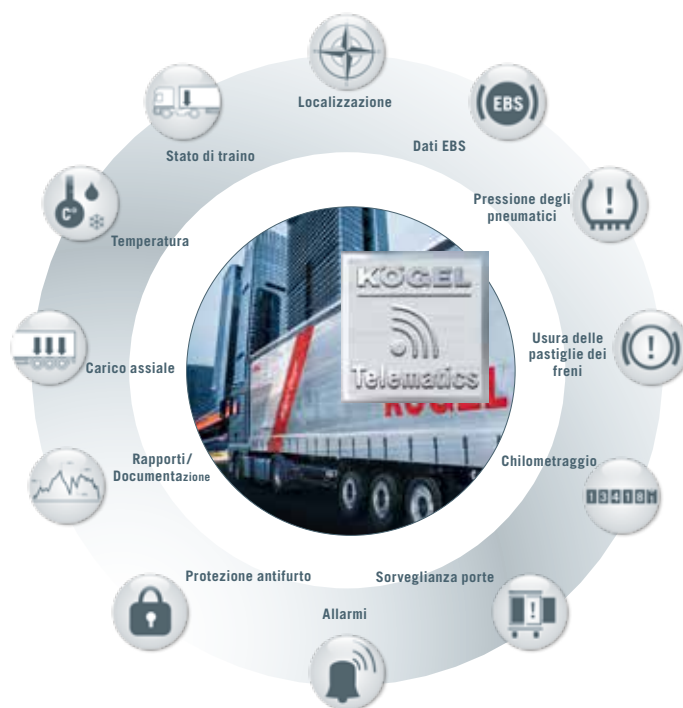 Localizzazione
EBS
Dati EBS
Stato di traino
Pressione degli
pneumatici
C°
Temperatura
KÖGEL
Telematics
KÖGEL
Usura delle
pastiglie dei
freni
Carico assiale
Rapporti/
Documentazione
Chilometraggio
Protezione antifurto
Sorveglianza porte
Allarmi